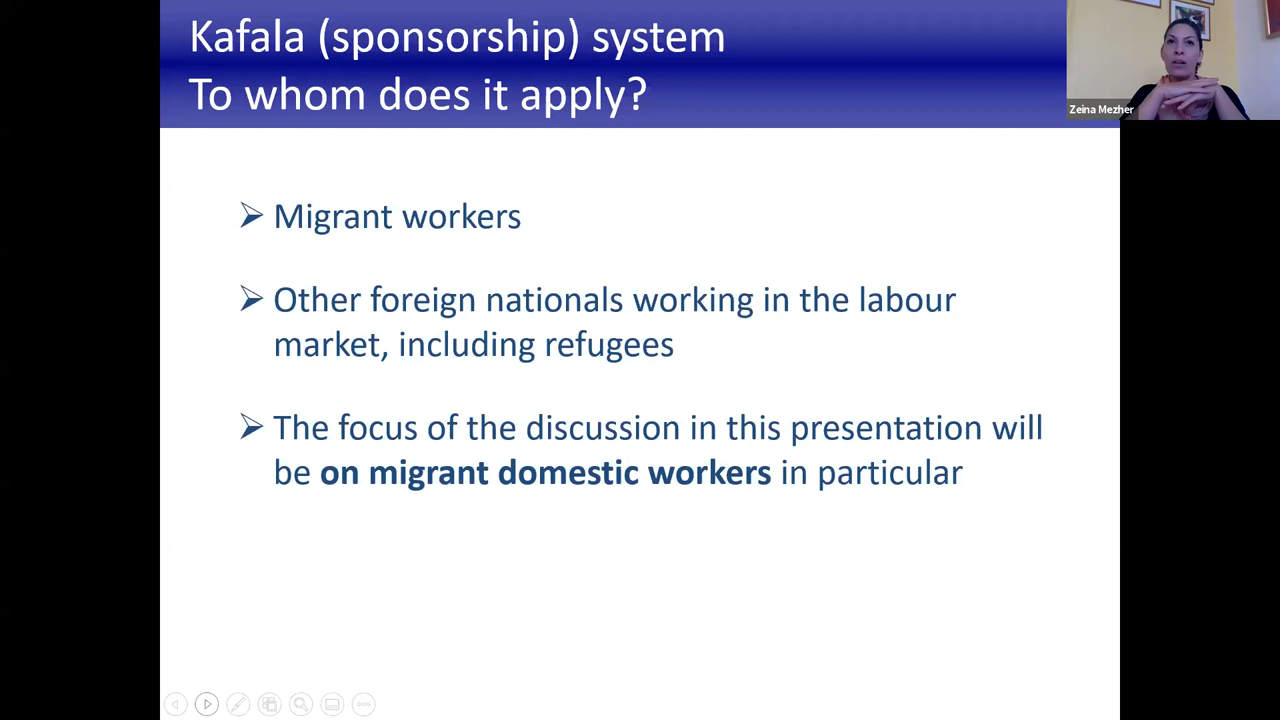 Kafala (sponsorship) system
To whom does it apply?
Zeina Mezher
➢ Migrant workers
➢ Other foreign nationals working in the labour
market, including refugees
➢ The focus of the discussion in this presentation will
be on migrant domestic workers in particular